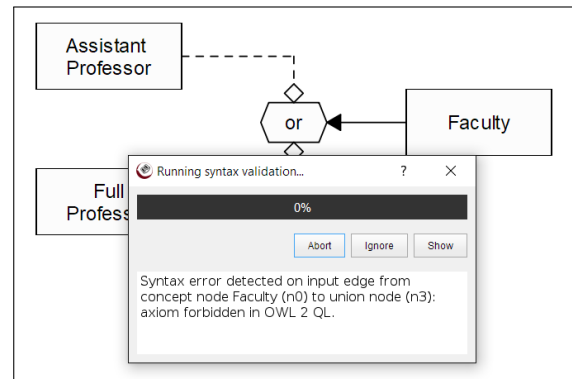 Assistant
Professor
or
Faculty
Full
Profess
Running syntax validation...
?
0%
Abort
Ignore
Show
Syntax error detected on input edge from
concept node Faculty (n0) to union node (n3):
axiom forbidden in OWL 2 QL.